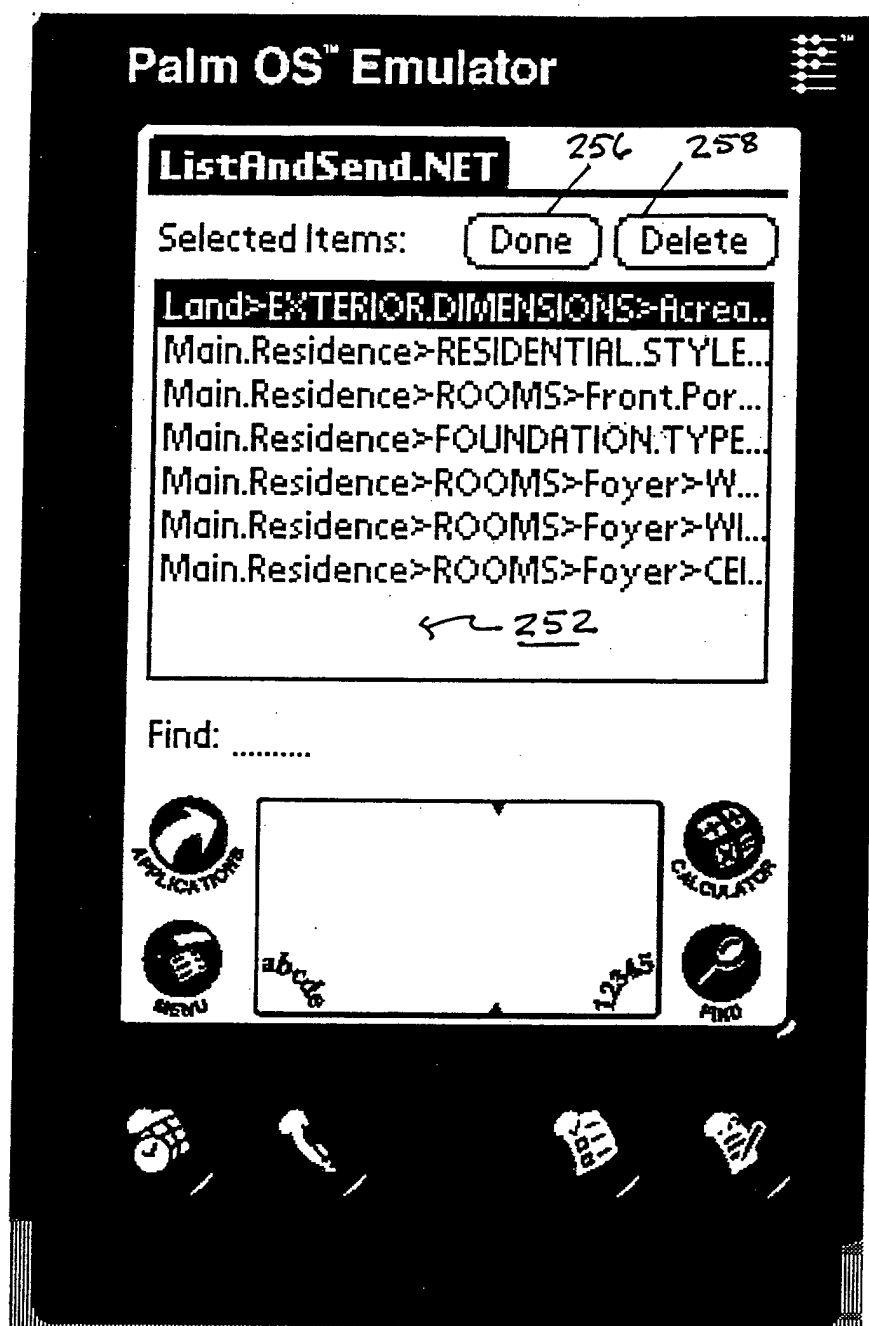 Palm OS™ Emulator ™
ListAndSend.NET 256 258
Selected Items: Done Delete
Land>EXTERIOR.DIMENSIONS>Acrea..
Main.Residence>RESIDENTIAL.STYLE...
Main.Residence>ROOMS>Front.Por...
Main.Residence>FOUNDATION.TYPE...
Main.Residence>ROOMS>Foyer>W...
Main.Residence>ROOMS>Foyer>WI...
Main.Residence>ROOMS>Foyer>CEI..
252
Find: ..........
APPLICATIONS CALCULATOR
abcde 12345
MENU FIND